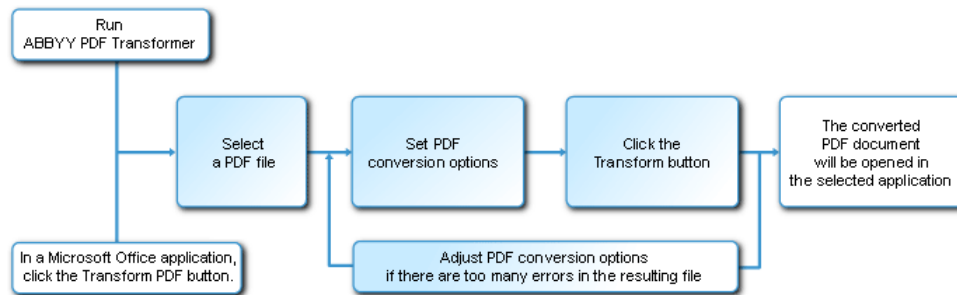 Run
ABBYY PDF Transformer
Select
a PDF file
Set PDF
conversion options
Click the
Transform button
The converted
PDF document
will be opened in
the selected application
In a Microsoft Office application,
click the Transform PDF button.
Adjust PDF conversion options
if there are too many errors in the resulting file